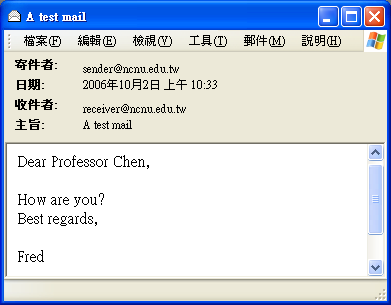 A test mail
檔案(F) 編輯(E) 檢視(V) 工具(T) 郵件(M) 說明(H)
寄件者: sender@ncnu.edu.tw
日期: 2006年10月2日 上午 10:33
收件者: receiver@ncnu.edu.tw
主旨: A test mail
Dear Professor Chen,
How are you?
Best regards,
Fred